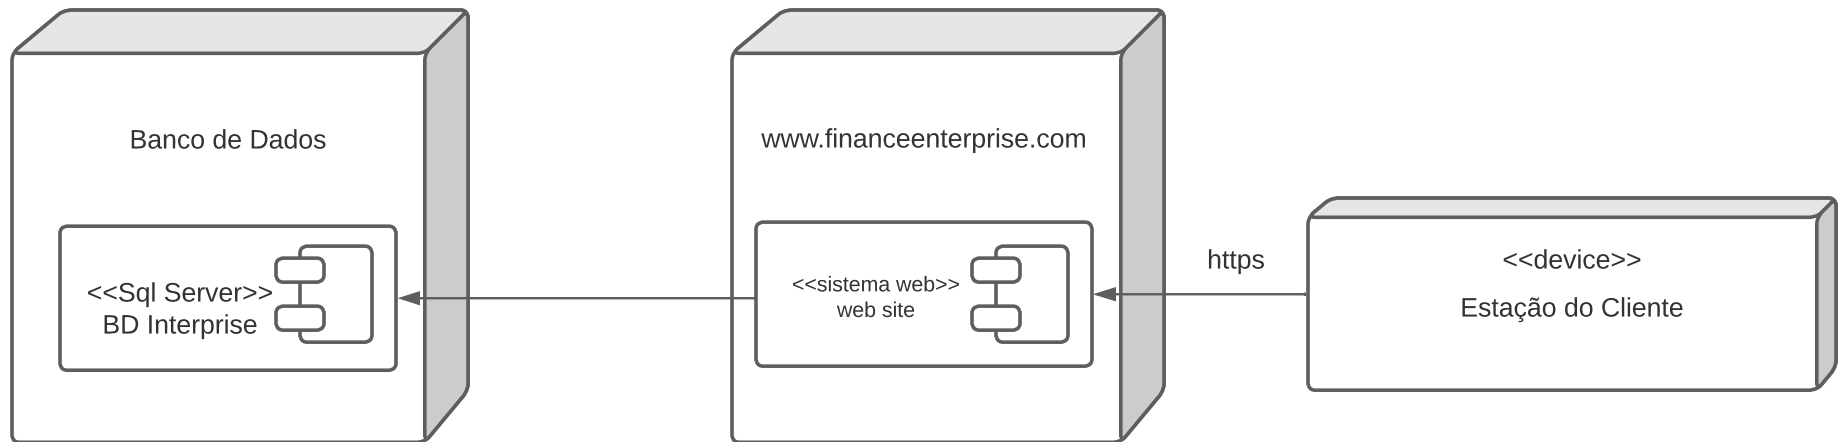 Banco de Dados
<<Sql Server>>
BD Interprise
www.financeenterprise.com
<<sistema web>>
web site
https
<<device>>
Estação do Cliente